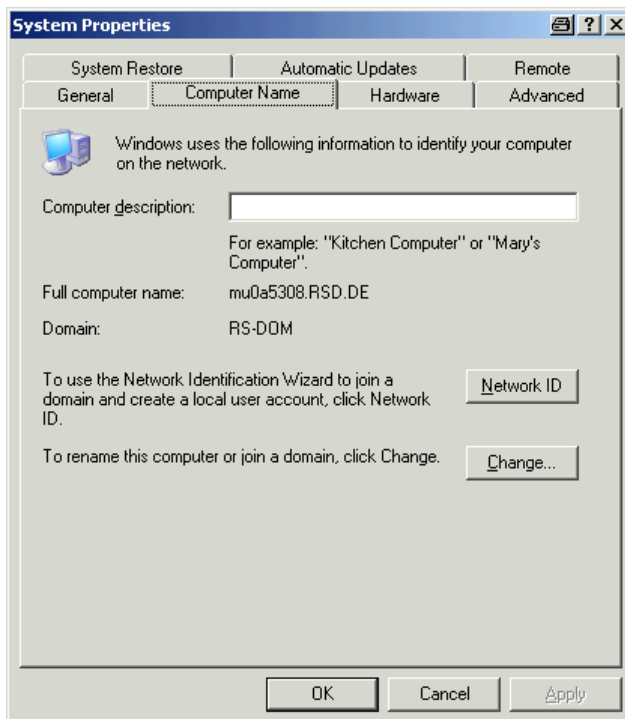 System Properties
System Restore
Automatic Updates
Remote
General
Computer Name
Hardware
Advanced
Windows uses the following information to identify your computer
on the network.
Computer description:
For example: "Kitchen Computer" or "Mary's
Computer".
Full computer name: mu0a5308.RSD.DE
Domain: RS-DOM
To use the Network Identification Wizard to join a
domain and create a local user account, click Network
ID.
Network ID
To rename this computer or join a domain, click Change.
Change...
OK
Cancel
Apply